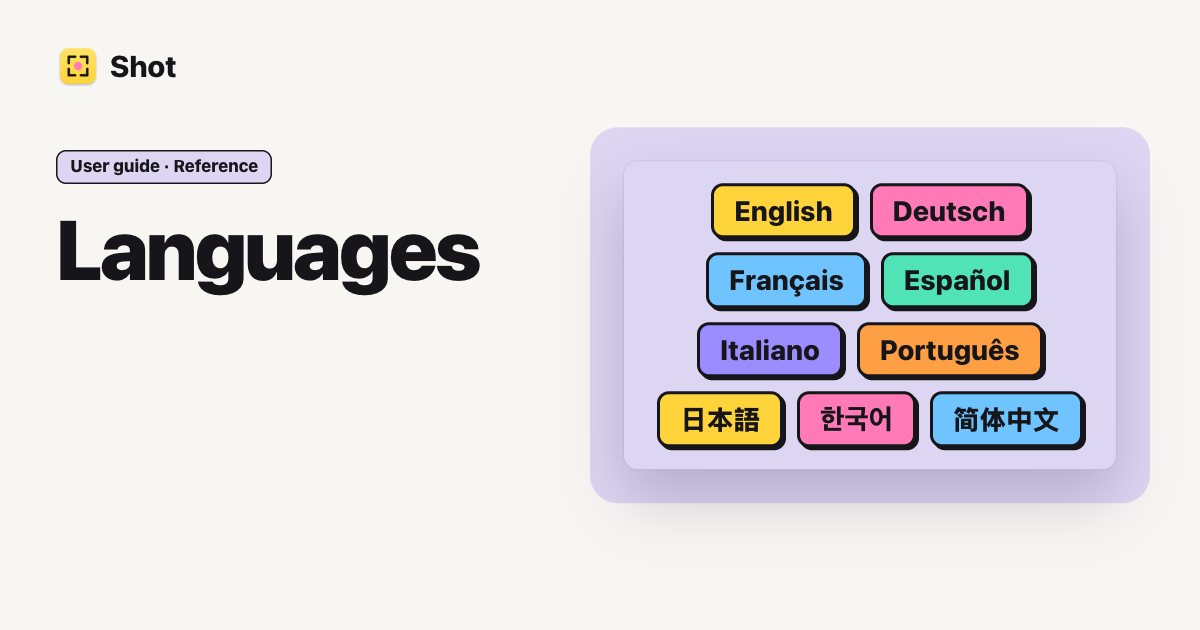 Shot
User guide · Reference
Languages
English Deutsch
Français Español
Italiano Português
日本語 한국어 简体中文